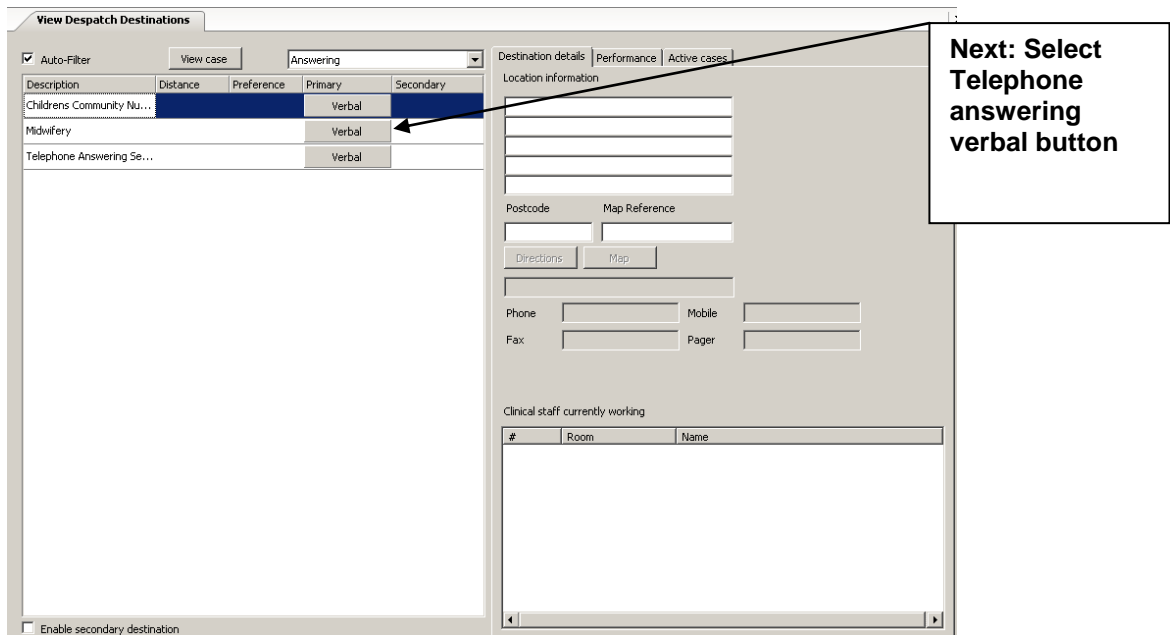 View Despatch Destinations
Auto-Filter View case Answering
Description Distance Preference Primary Secondary
Childrens Community Nu... Verbal
Midwifery Verbal
Telephone Answering Se... Verbal
Enable secondary destination
Destination details Performance Active cases
Location information
Postcode Map Reference
Directions Map
Phone Mobile
Fax Pager
Clinical staff currently working
# Room Name
Next: Select
Telephone
answering
verbal button